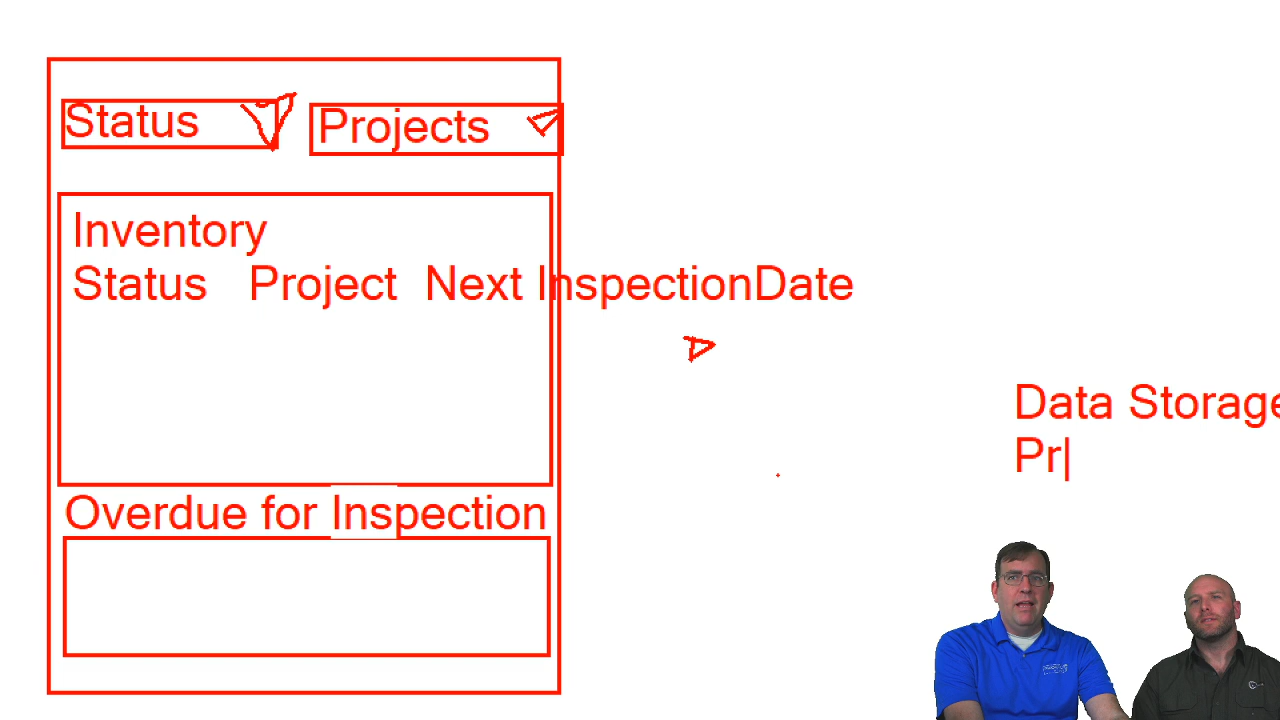 Status
Projects
Inventory
Status Project Next InspectionDate
Data Storage
Pr
Overdue for Inspection